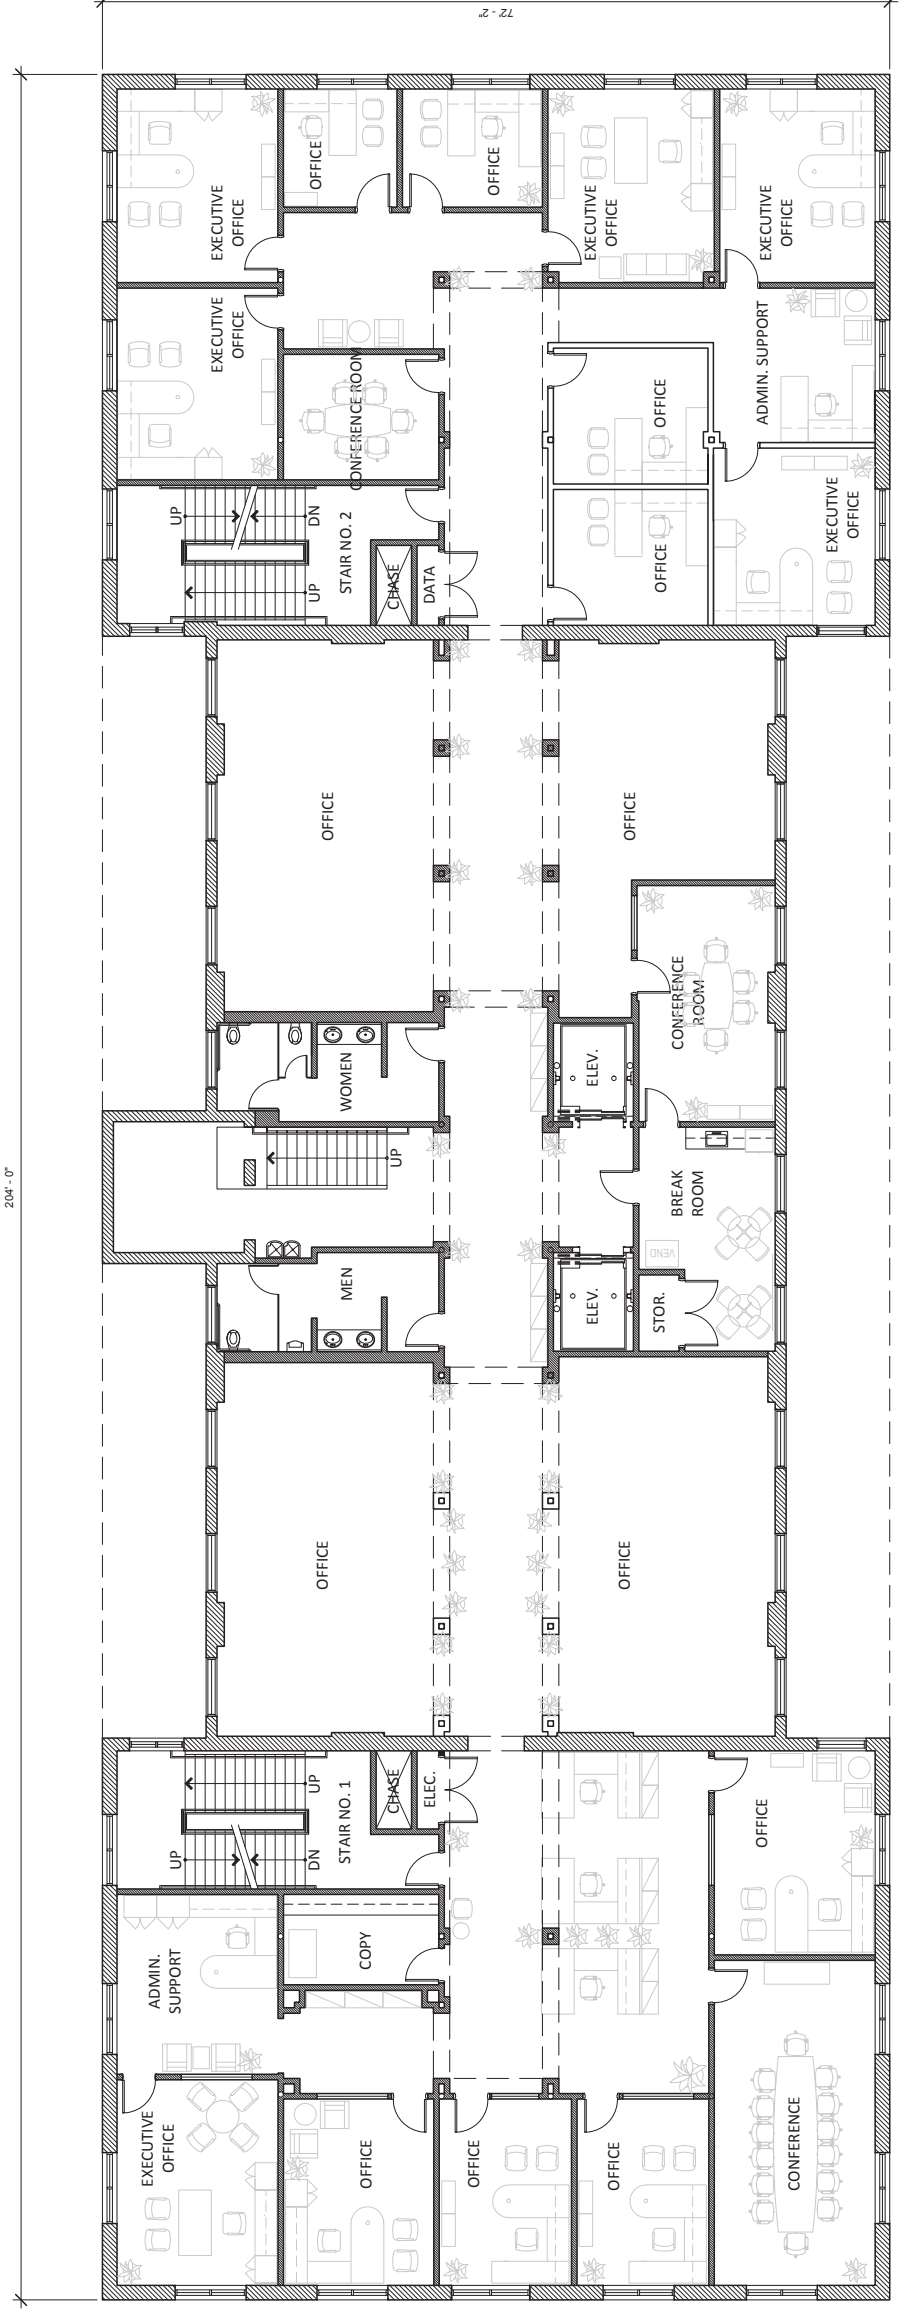 72' - 2"
204' - 0"
EXECUTIVE
OFFICE
OFFICE
OFFICE
EXECUTIVE
OFFICE
EXECUTIVE
OFFICE
EXECUTIVE
OFFICE
CONFERENCE ROOM
OFFICE
ADMIN. SUPPORT
UP
DN
UP
STAIR NO. 2
CHASE
DATA
OFFICE
EXECUTIVE
OFFICE
OFFICE
OFFICE
CONFERENCE
ROOM
WOMEN
ELEV.
UP
BREAK
ROOM
VEND
MEN
ELEV.
STOR.
OFFICE
OFFICE
UP
UP
DN
STAIR NO. 1
CHASE
ELEC.
OFFICE
ADMIN.
SUPPORT
COPY
EXECUTIVE
OFFICE
OFFICE
OFFICE
OFFICE
CONFERENCE